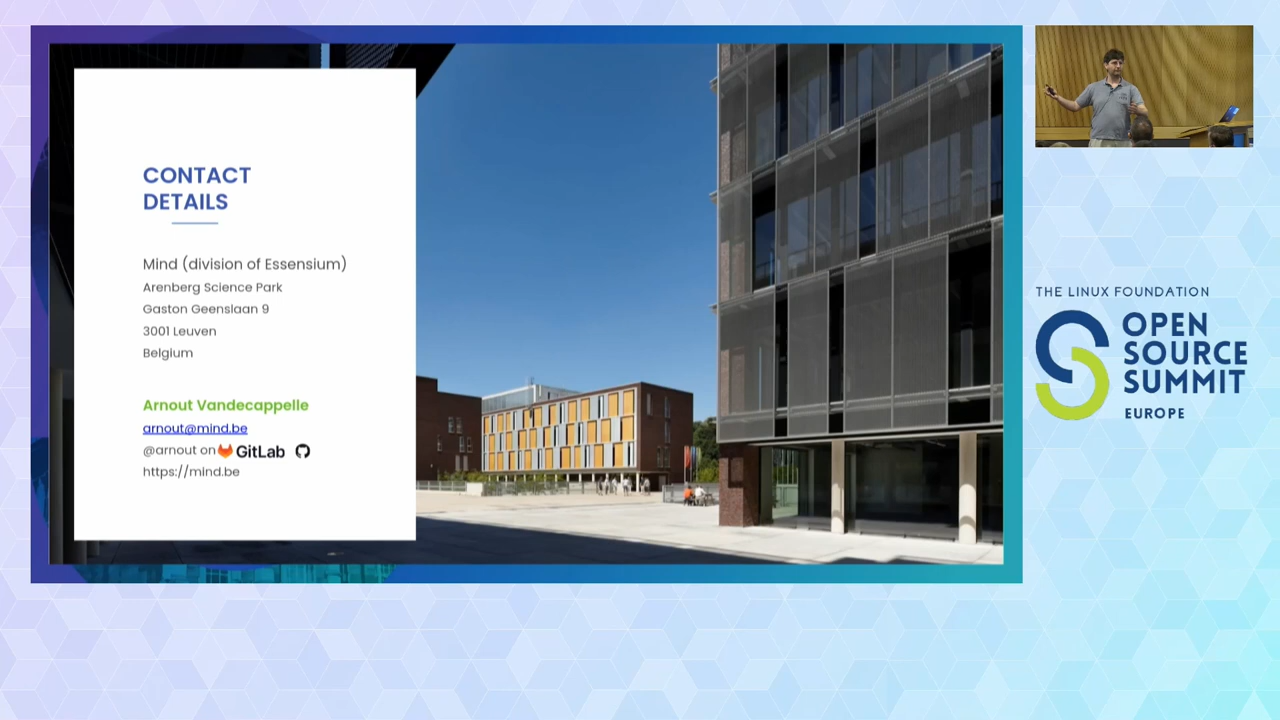 CONTACT
DETAILS
Mind (division of Essensium)
Arenberg Science Park
Gaston Geenslaan 9
3001 Leuven
Belgium
Arnout Vandecappelle
arnout@mind.be
@arnout on GitLab
https://mind.be
THE LINUX FOUNDATION
OPEN
SOURCE
SUMMIT
EUROPE